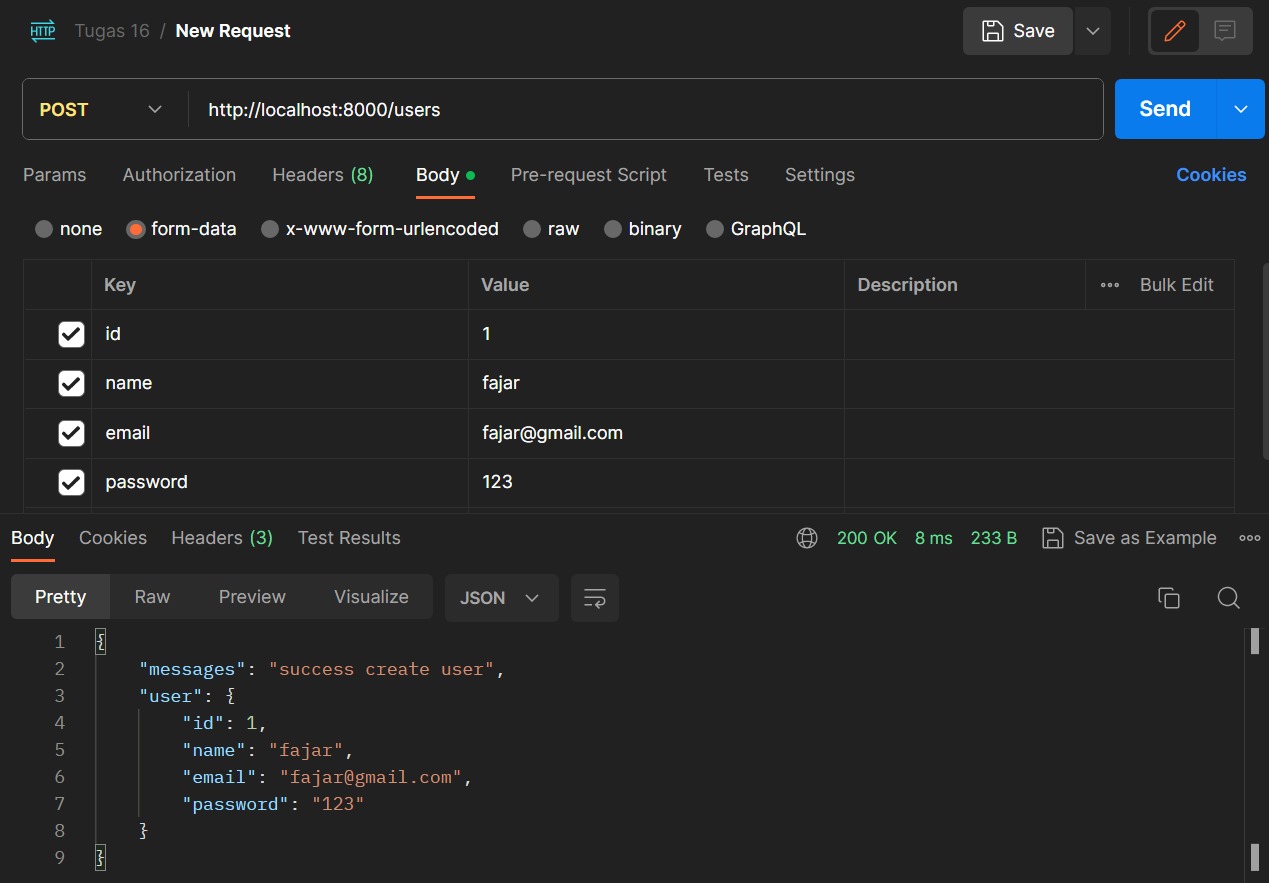 HTTP Tugas 16 / New Request Save
POST http://localhost:8000/users Send
Params Authorization Headers (8) Body Pre-request Script Tests Settings Cookies
none form-data x-www-form-urlencoded raw binary GraphQL
Key Value Description Bulk Edit
id 1
name fajar
email fajar@gmail.com
password 123
Body Cookies Headers (3) Test Results 200 OK 8 ms 233 B Save as Example
Pretty Raw Preview Visualize JSON
1 {
2 "messages": "success create user",
3 "user": {
4 "id": 1,
5 "name": "fajar",
6 "email": "fajar@gmail.com",
7 "password": "123"
8 }
9 }